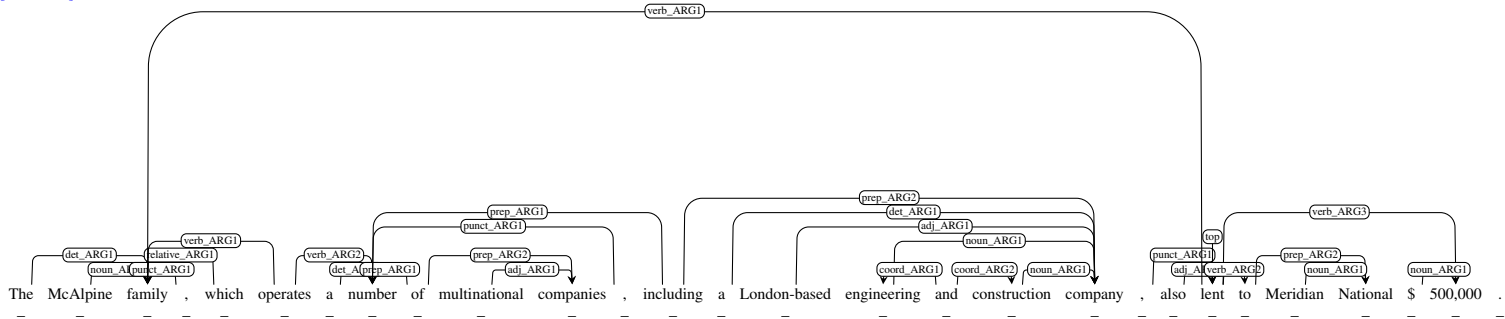 verb_ARG1
prep_ARG2
prep_ARG1 det_ARG1 verb_ARG3
punct_ARG1 adj_ARG1
verb_ARG1 noun_ARG1 top
det_ARG1 relative_ARG1 verb_ARG2 prep_ARG2 punct_ARG1 prep_ARG2
punct_ARG1 prep_ARG1 adj_ARG1 coord_ARG1 coord_ARG2 noun_ARG1 verb_ARG2 noun_ARG1 noun_ARG1
The McAlpine family , which operates a number of multinational companies , including a London-based engineering and construction company , also lent to Meridian National $ 500,000 .
_ _ _ _ _ _ _ _ _ _ _ _ _ _ _ _ _ _ _ _ _ _ _ _ _ _ _ _ _